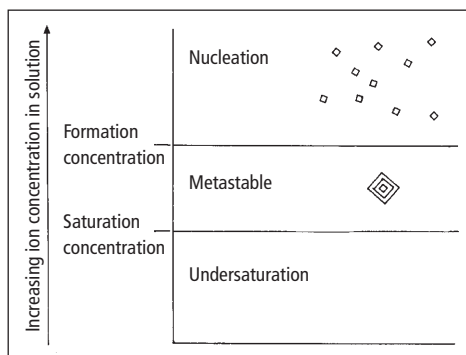 Increasing ion concentration in solution
Formation
concentration
Saturation
concentration
Nucleation
Metastable
Undersaturation